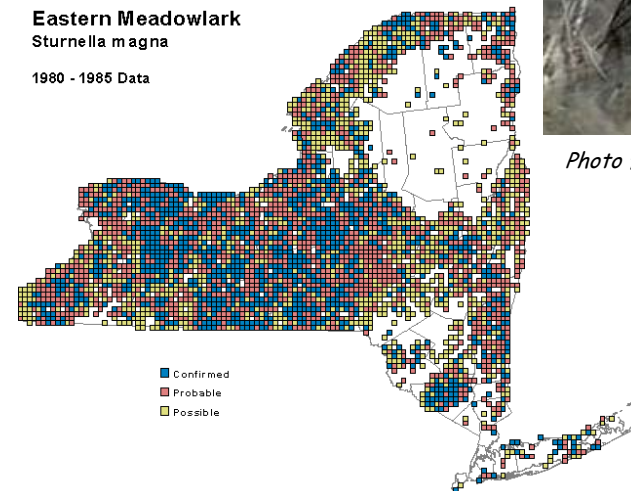 Eastern Meadowlark
Sturnella magna
1980 - 1985 Data
Photo
Confirmed
Probable
Possible